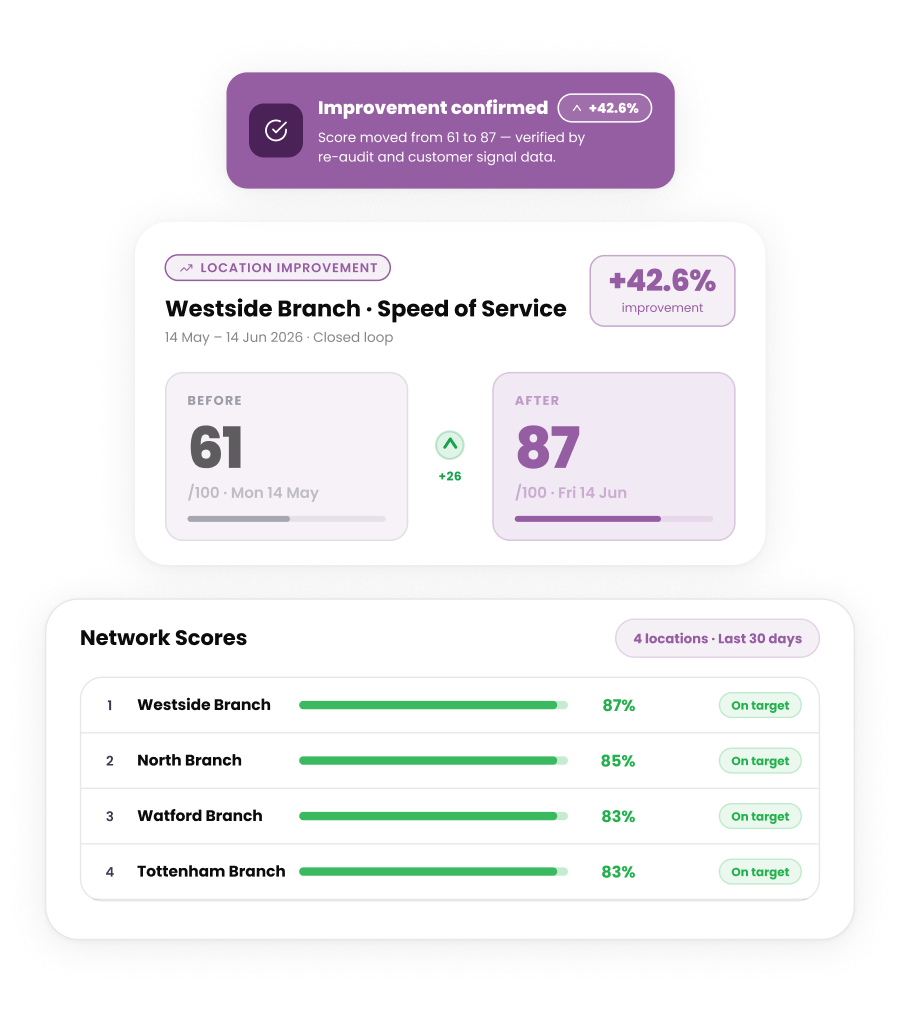 Improvement confirmed
+42.6%
Score moved from 61 to 87 — verified by
re-audit and customer signal data.
LOCATION IMPROVEMENT
Westside Branch · Speed of Service
14 May – 14 Jun 2026 · Closed loop
+42.6%
improvement
BEFORE
61
/100 · Mon 14 May
+26
AFTER
87
/100 · Fri 14 Jun
Network Scores
4 locations · Last 30 days
1 Westside Branch 87% On target
2 North Branch 85% On target
3 Watford Branch 83% On target
4 Tottenham Branch 83% On target